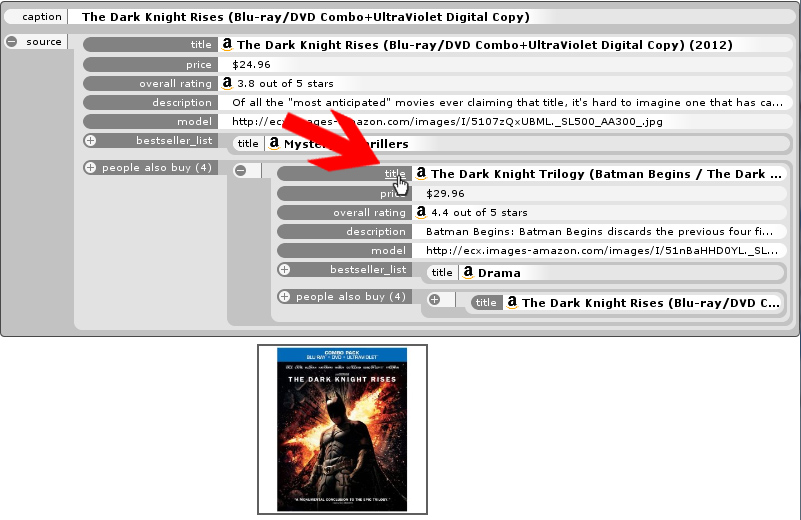 caption The Dark Knight Rises (Blu-ray/DVD Combo+UltraViolet Digital Copy)
source
title a The Dark Knight Rises (Blu-ray/DVD Combo+UltraViolet Digital Copy) (2012)
price $24.96
overall rating a 3.8 out of 5 stars
description Of all the "most anticipated" movies ever claiming that title, it's hard to imagine one that has ca...
model http://ecx.images-amazon.com/images/I/5107zQxUBML._SL500_AA300_.jpg
bestseller_list title a
people also buy (4)
title a The Dark Knight Trilogy (Batman Begins / The Dark ...
price $29.96
overall rating a 4.4 out of 5 stars
description Batman Begins: Batman Begins discards the previous four fi...
model http://ecx.images-amazon.com/images/I/51nBaHHD0YL._SL...
bestseller_list title a Drama
people also buy (4) title a The Dark Knight Rises (Blu-ray/DVD C...
COMBO PACK
BLU-RAY + DVD + ULTRAVIOLET
THE DARK KNIGHT RISES
A MONUMENTAL CONCLUSION TO THE EPIC TRILOGY